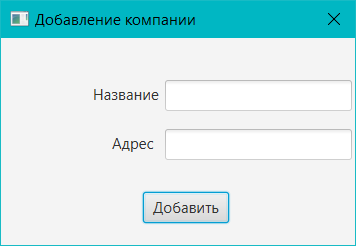 Добавление компании
Название
Адрес
Добавить